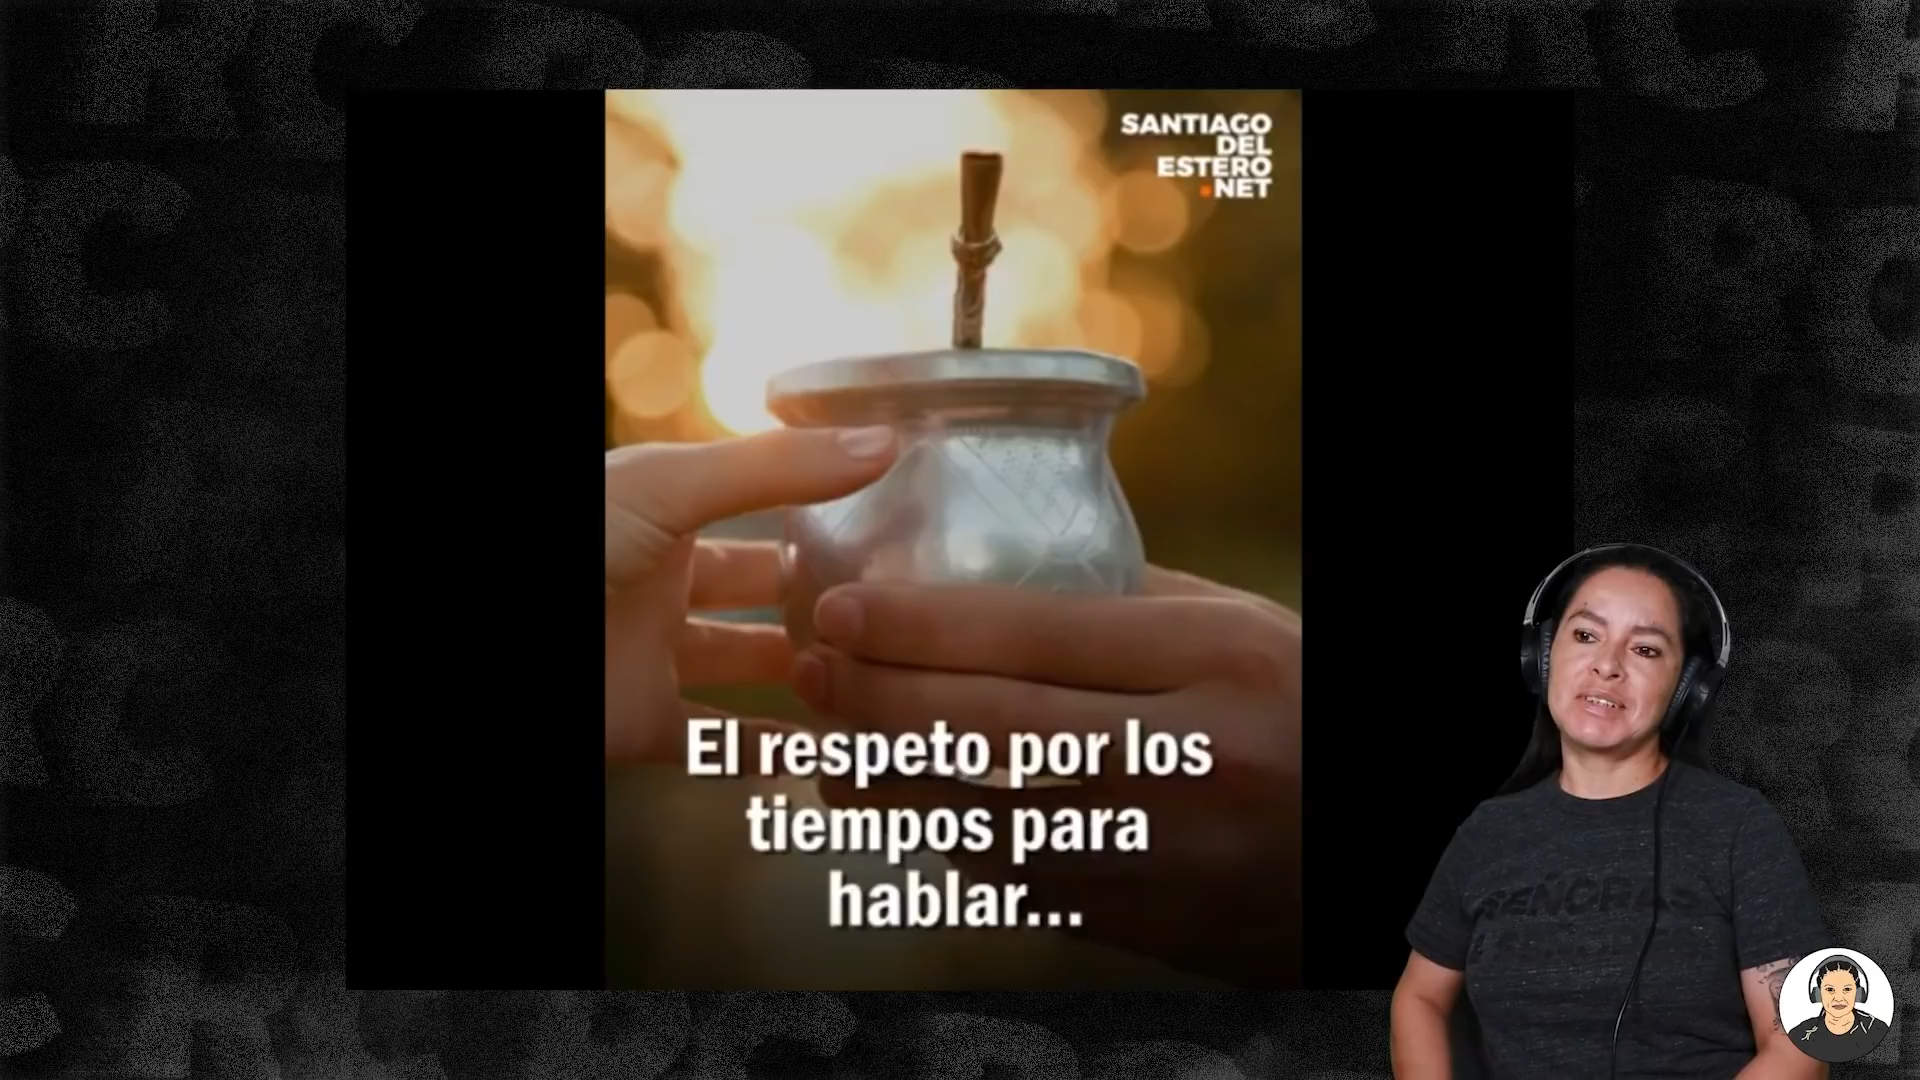 SANTIAGO
DEL
ESTERO
.NET
El respeto por los
tiempos para
hablar...